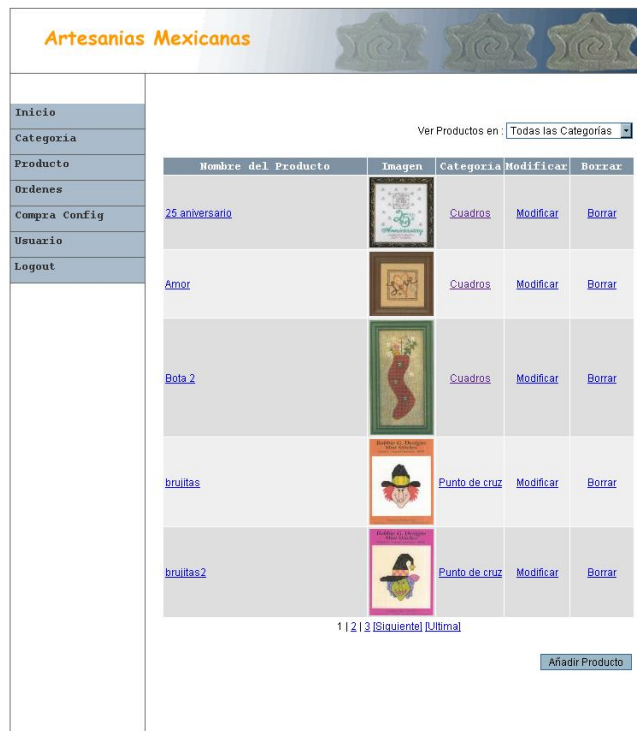 Artesanias Mexicanas
Inicio
Categoria
Producto
Ordenes
Compra Config
Usuario
Logout
Ver Productos en : Todas las Categorías
Nombre del Producto Imagen Categoria Modificar Borrar
25 aniversario Cuadros Modificar Borrar
Amor Cuadros Modificar Borrar
Bota 2 Cuadros Modificar Borrar
brujitas Punto de cruz Modificar Borrar
brujitas2 Punto de cruz Modificar Borrar
1 | 2 | 3 [Siguiente] [Ultima]
Añadir Producto